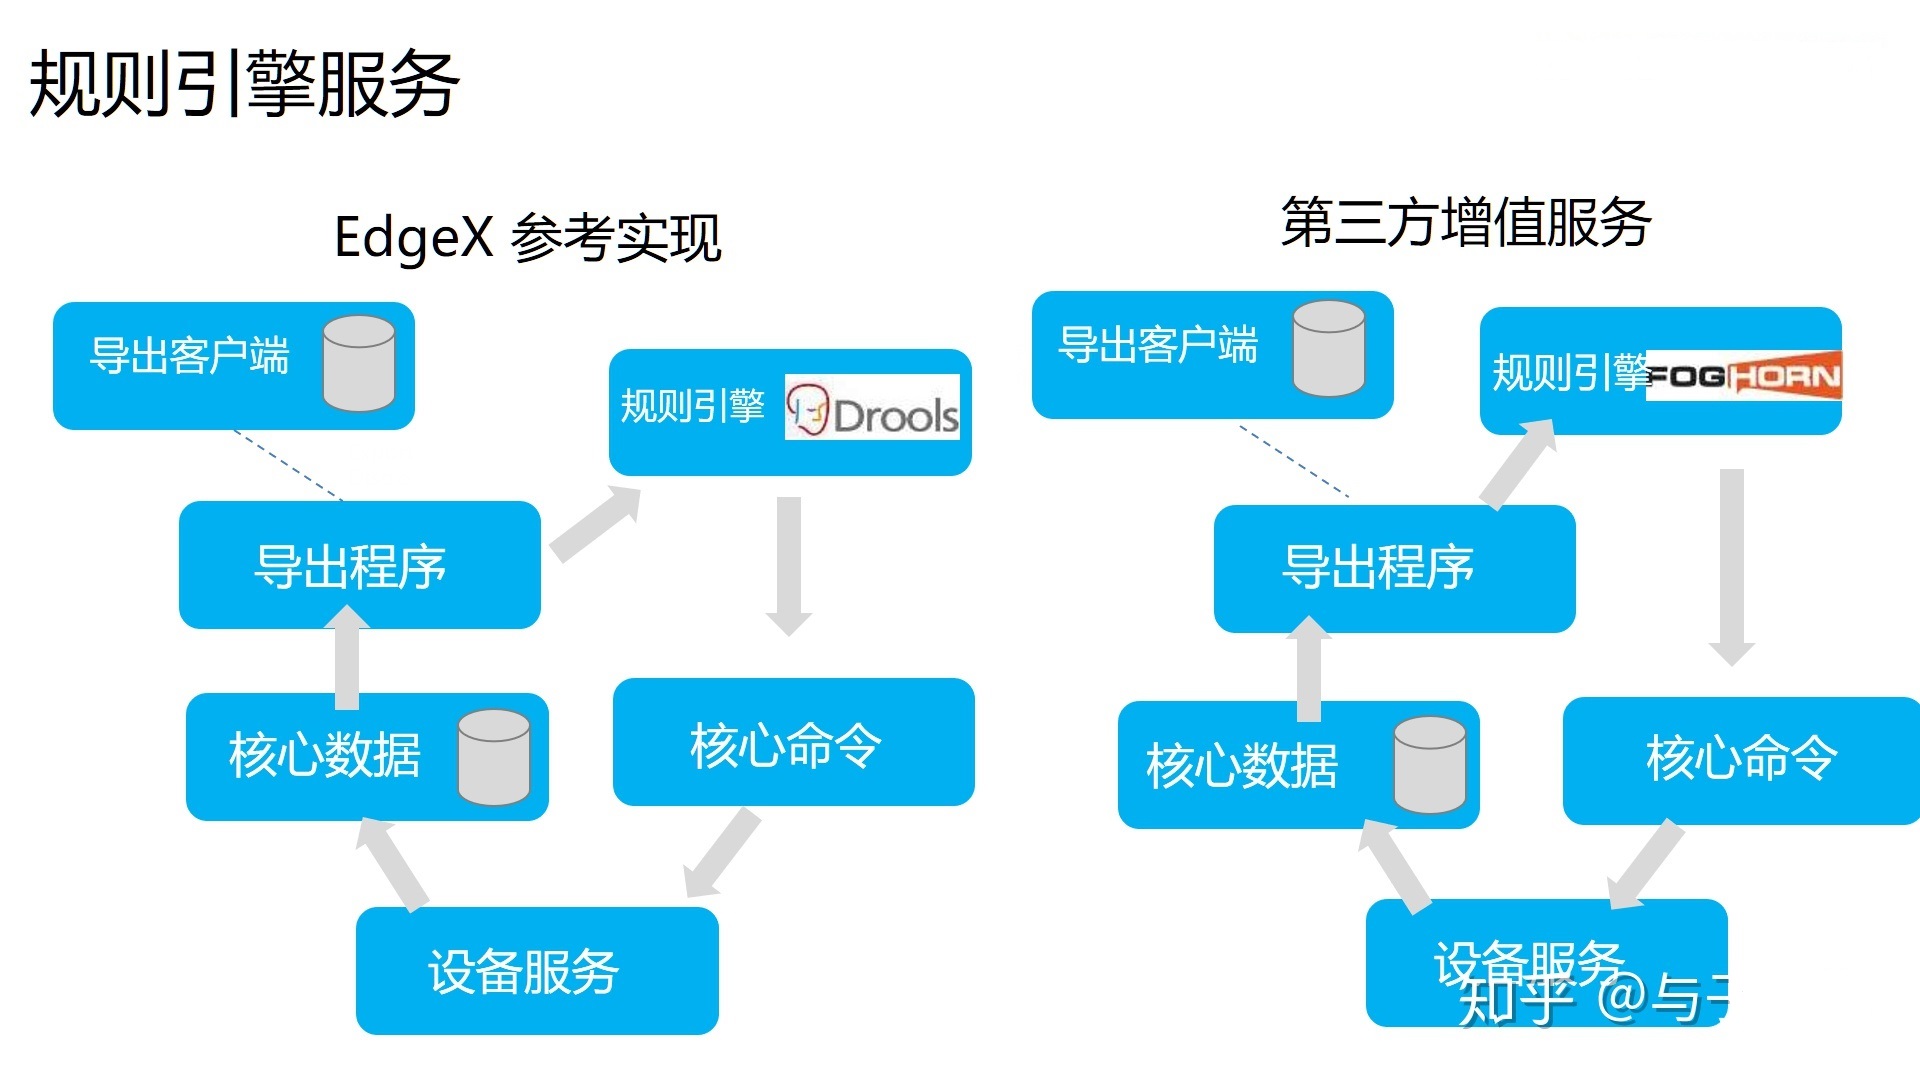 规则引擎服务
EdgeX 参考实现
导出客户端
规则引擎
Drools
导出程序
核心数据
核心命令
设备服务
第三方增值服务
导出客户端
规则引擎
FOGHORN
导出程序
核心数据
核心命令
设备服务
知乎 @与